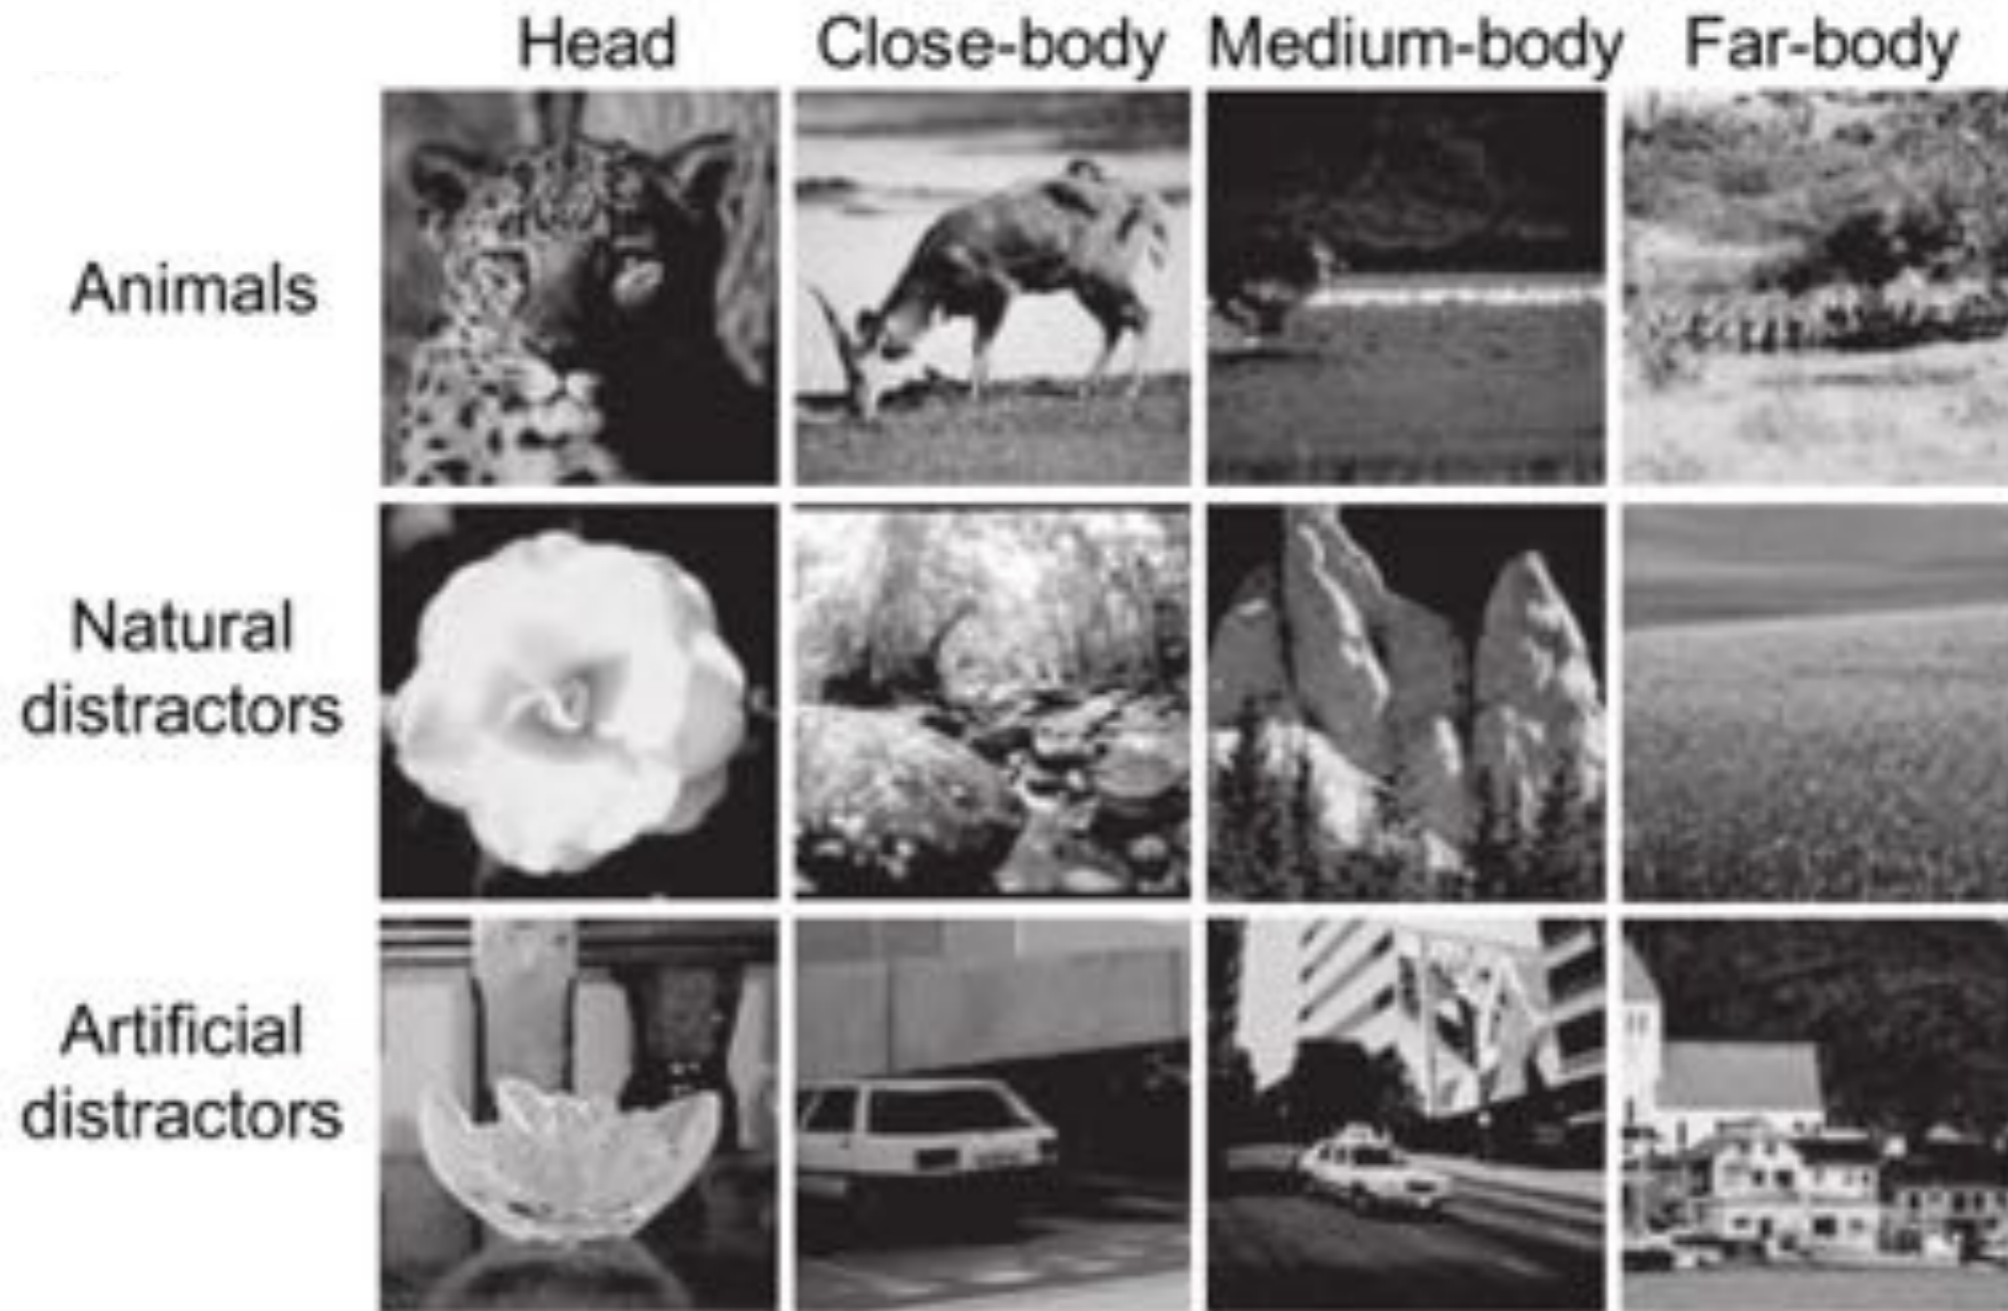 Head Close-body Medium-body Far-body
Animals
Natural
distractors
Artificial
distractors